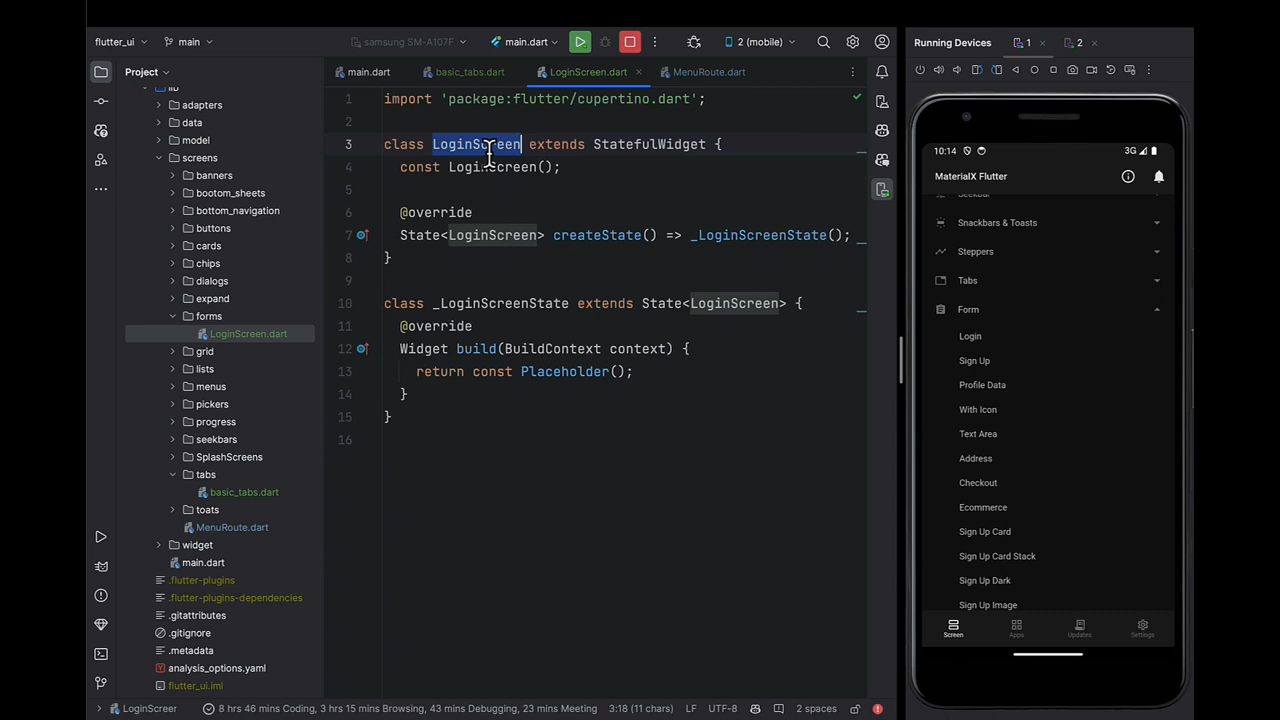 flutter_ui
main
samsung SM-A107F
main.dart
2 (mobile)
Running Devices
1
2
Project
main.dart
basic_tabs.dart
LoginScreen.dart
MenuRoute.dart
lib
adapters
data
model
screens
banners
bootom_sheets
bottom_navigation
buttons
cards
chips
dialogs
expand
forms
LoginScreen.dart
grid
lists
menus
pickers
progress
seekbars
SplashScreens
tabs
basic_tabs.dart
toats
MenuRoute.dart
widget
main.dart
.flutter-plugins
.flutter-plugins-dependencies
.gitattributes
.gitignore
.metadata
analysis_options.yaml
flutter_ui.iml
1 import 'package:flutter/cupertino.dart';
2
3 class LoginScreen extends StatefulWidget {
4 const LoginScreen();
5
6 @override
7 State<LoginScreen> createState() => _LoginScreenState();
8 }
9
10 class _LoginScreenState extends State<LoginScreen> {
11 @override
12 Widget build(BuildContext context) {
13 return const Placeholder();
14 }
15 }
16
10:14
3G
MaterialX Flutter
Seekbar
Snackbars & Toasts
Steppers
Tabs
Form
Login
Sign Up
Profile Data
With Icon
Text Area
Address
Checkout
Ecommerce
Sign Up Card
Sign Up Card Stack
Sign Up Dark
Sign Up Image
Screen
Apps
Updates
Settings
LoginScreer
8 hrs 46 mins Coding, 3 hrs 15 mins Browsing, 43 mins Debugging, 23 mins Meeting
3:18 (11 chars)
LF
UTF-8
2 spaces